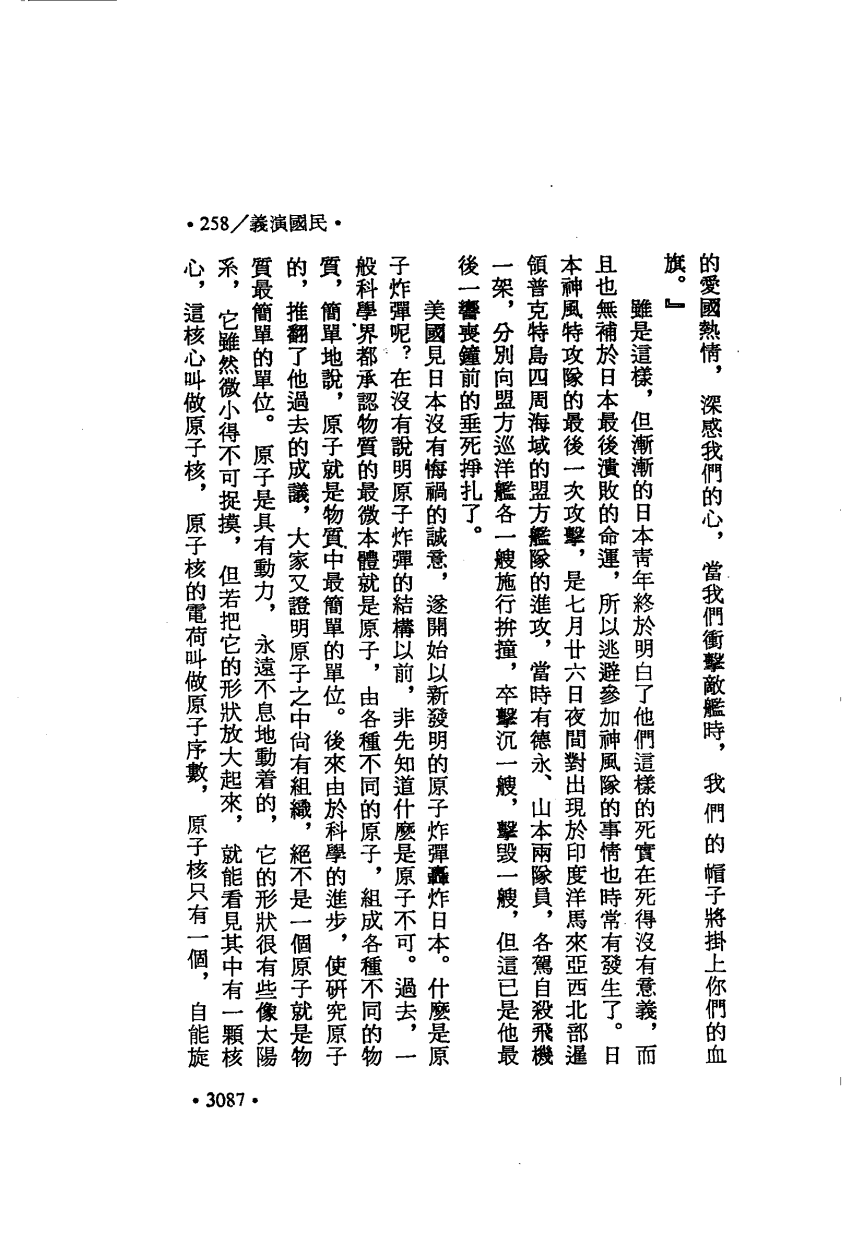 •258/義演國民•
的愛國熱情，深感我們的心，當我們衝擊敵艦時，我們的帽子將掛上你們的血
旗。』
雖是這樣，但漸漸的日本青年終於明白了他們這樣的死實在死得沒有意義，而
且也無補於日本最後潰敗的命運，所以逃避參加神風隊的事情也時常有發生了。日
本神風特攻隊的最後一次攻擊，是七月廿六日夜間對出現於印度洋馬來亞西北部暹
領普克特島四周海域的盟方艦隊的進攻，當時有德永、山本兩隊員，各駕自殺飛機
一架，分別向盟方巡洋艦各一艘施行拚撞，卒擊沉一艘，擊毀一艘，但這已是他最
後一響喪鐘前的垂死掙扎了。
美國見日本沒有悔禍的誠意，遂開始以新發明的原子炸彈轟炸日本。什麼是原
子炸彈呢？在沒有說明原子炸彈的結構以前，非先知道什麼是原子不可。過去，一
般科學界都承認物質的最微本體就是原子，由各種不同的原子，組成各種不同的物
質，簡單地說，原子就是物質中最簡單的單位。後來由於科學的進步，使研究原子
的，推翻了他過去的成議，大家又證明原子之中尙有組織，絕不是一個原子就是物
質最簡單的單位。原子是具有動力，永遠不息地動着的，它的形狀很有些像太陽
系，它雖然微小得不可捉摸，但若把它的形狀放大起來，就能看見其中有一顆核
心，這核心叫做原子核，原子核的電荷叫做原子序數，原子核只有一個，自能旋
•3087•